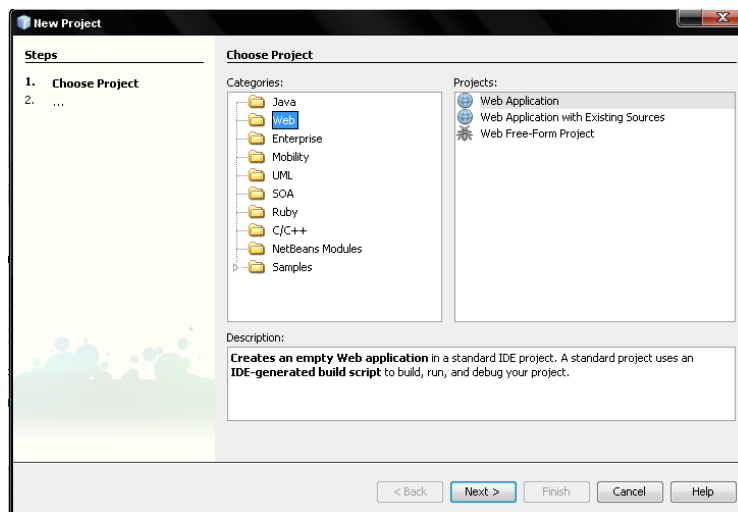 New Project
Steps
1. Choose Project
2. ...
Choose Project
Categories:
Java
Web
Enterprise
Mobility
UML
SOA
Ruby
C/C++
NetBeans Modules
Samples
Projects:
Web Application
Web Application with Existing Sources
Web Free-Form Project
Description:
Creates an empty Web application in a standard IDE project. A standard project uses an
IDE-generated build script to build, run, and debug your project.
< Back Next > Finish Cancel Help